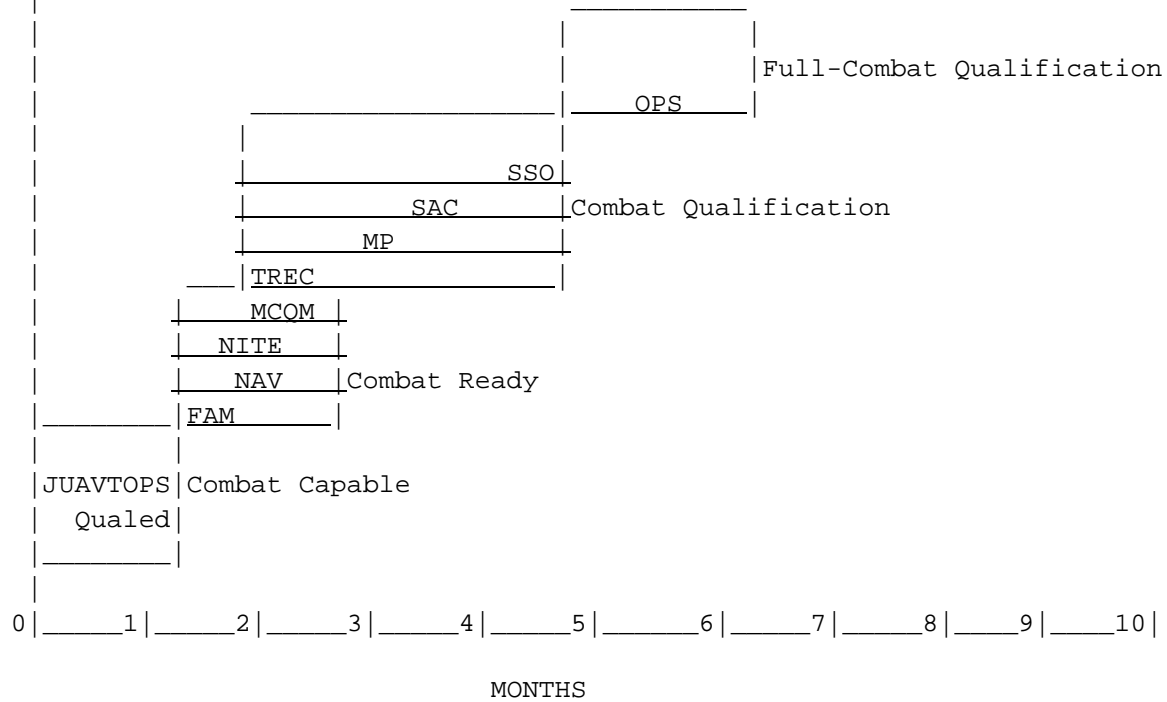 Full-Combat Qualification
OPS
SSO
SAC Combat Qualification
MP
TREC
MCQM
NITE
NAV Combat Ready
FAM
JUAVTOPS Combat Capable
Qualed
0 1 2 3 4 5 6 7 8 9 10
MONTHS